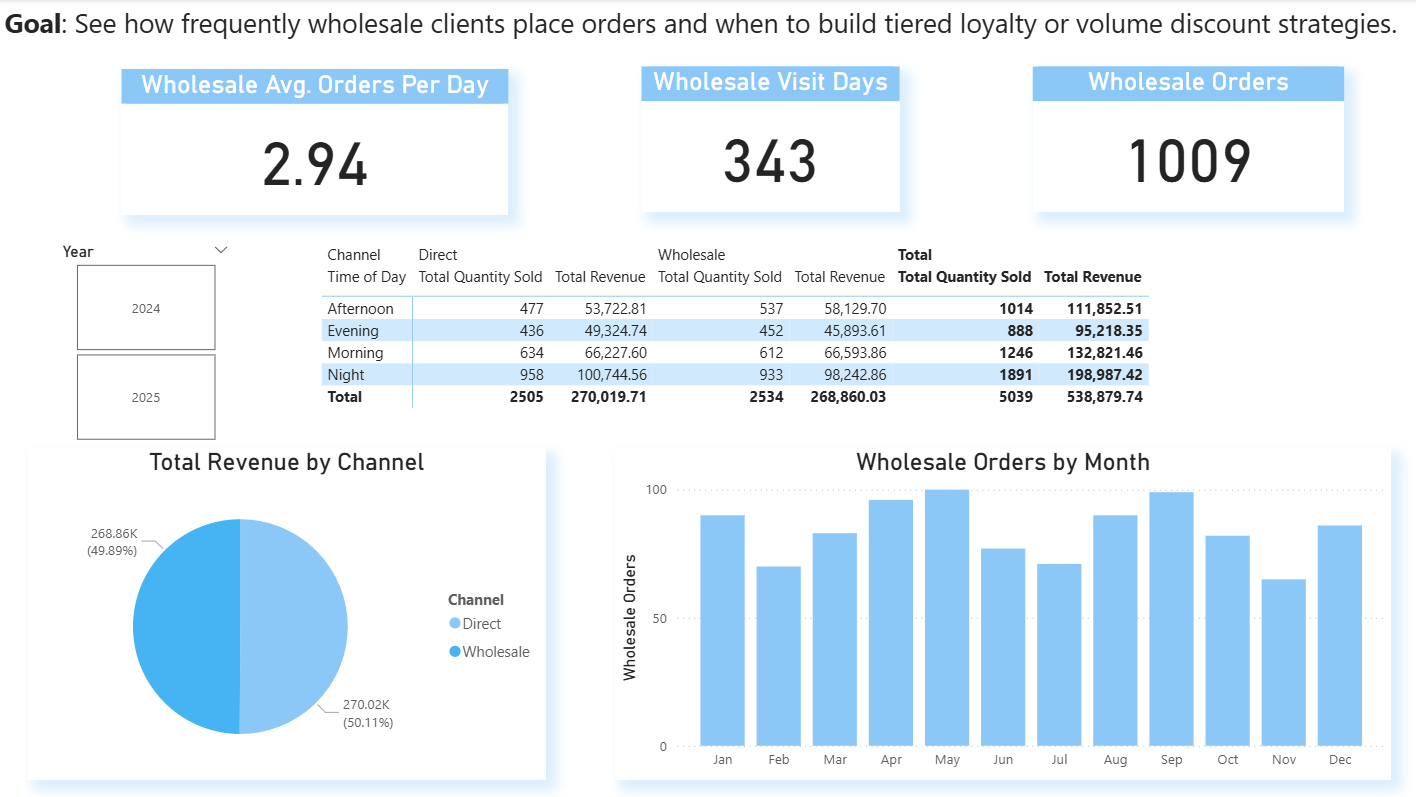 Goal: See how frequently wholesale clients place orders and when to build tiered loyalty or volume discount strategies.
Wholesale Avg. Orders Per Day
2.94
Wholesale Visit Days
343
Wholesale Orders
1009
Year
2024
2025
Channel Direct Wholesale Total
Time of Day Total Quantity Sold Total Revenue Total Quantity Sold Total Revenue Total Quantity Sold Total Revenue
Afternoon 477 53,722.81 537 58,129.70 1014 111,852.51
Evening 436 49,324.74 452 45,893.61 888 95,218.35
Morning 634 66,227.60 612 66,593.86 1246 132,821.46
Night 958 100,744.56 933 98,242.86 1891 198,987.42
Total 2505 270,019.71 2534 268,860.03 5039 538,879.74
Total Revenue by Channel
268.86K
(49.89%)
270.02K
(50.11%)
Channel
Direct
Wholesale
Wholesale Orders by Month
Wholesale Orders
100
50
0
Jan Feb Mar Apr May Jun Jul Aug Sep Oct Nov Dec